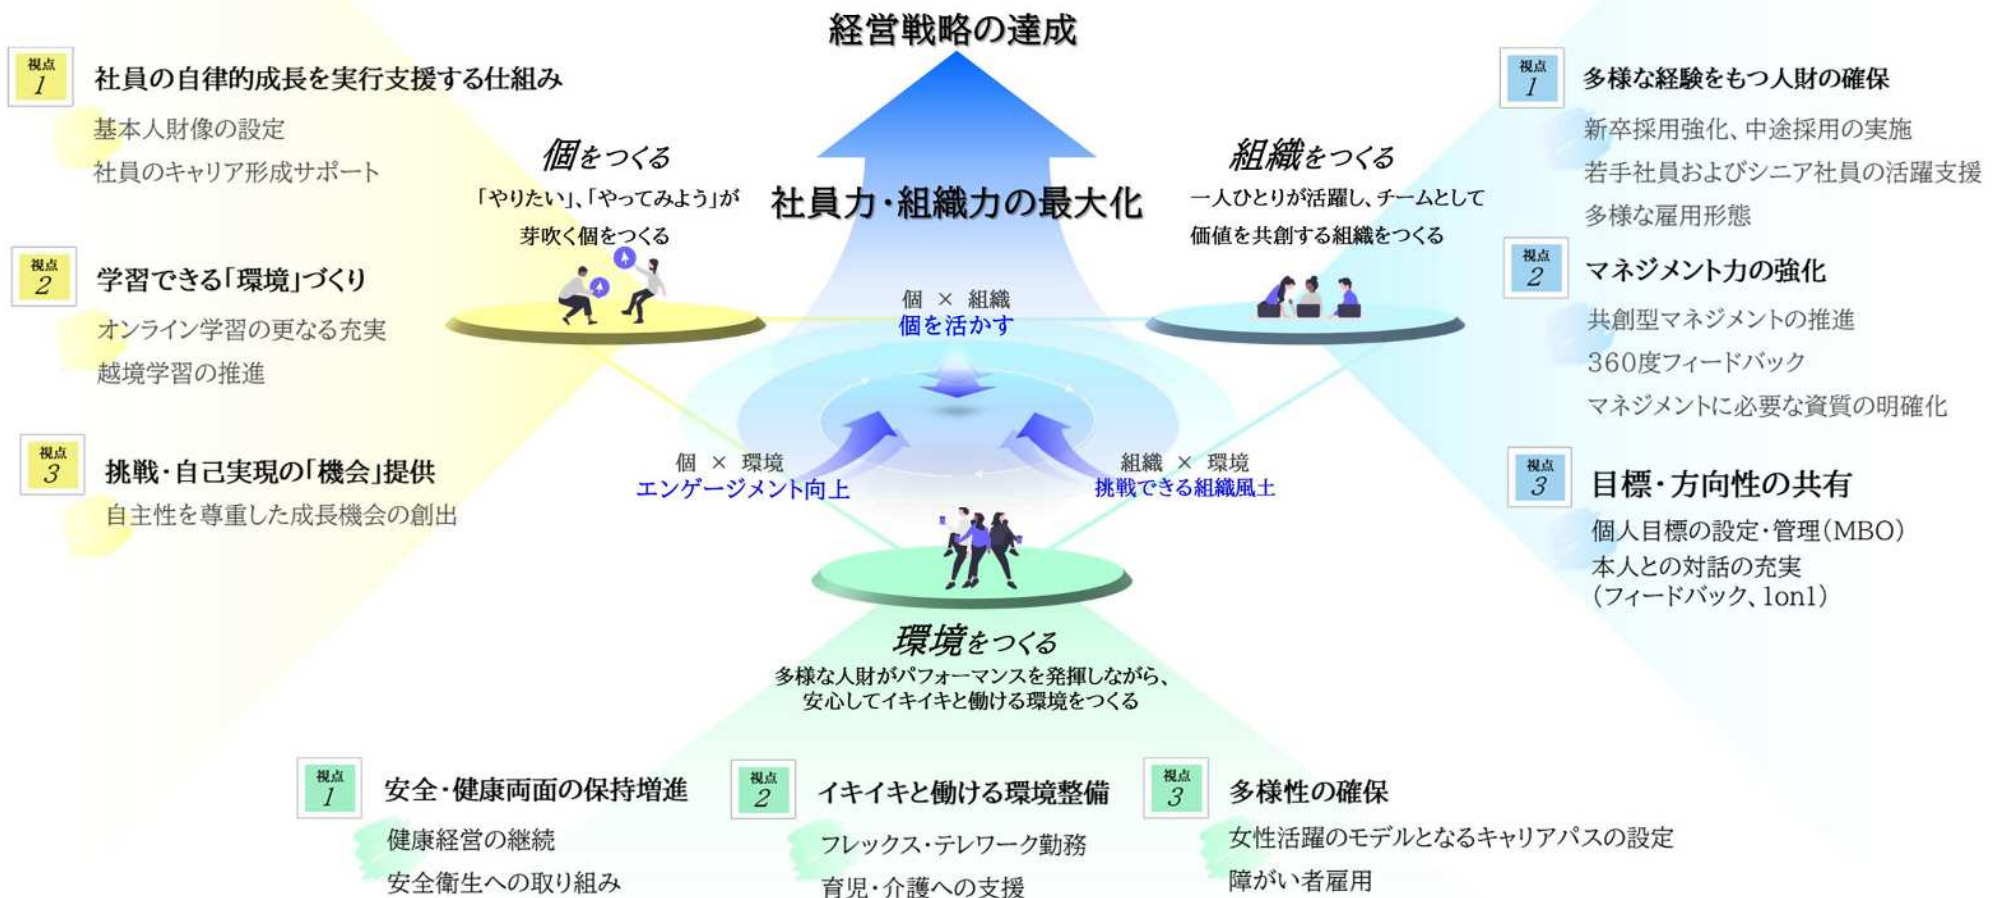 経営戦略の達成
社員力・組織力の最大化
個をつくる
「やりたい」、「やってみよう」が
芽吹く個をつくる
視点
1
社員の自律的成長を実行支援する仕組み
基本人財像の設定
社員のキャリア形成サポート
視点
2
学習できる「環境」づくり
オンライン学習の更なる充実
越境学習の推進
視点
3
挑戦・自己実現の「機会」提供
自主性を尊重した成長機会の創出
組織をつくる
一人ひとりが活躍し、チームとして
価値を共創する組織をつくる
視点
1
多様な経験をもつ人財の確保
新卒採用強化、中途採用の実施
若手社員およびシニア社員の活躍支援
多様な雇用形態
視点
2
マネジメント力の強化
共創型マネジメントの推進
360度フィードバック
マネジメントに必要な資質の明確化
視点
3
目標・方向性の共有
個人目標の設定・管理(MBO)
本人との対話の充実
(フィードバック、1on1)
個 × 組織
個を活かす
個 × 環境
エンゲージメント向上
組織 × 環境
挑戦できる組織風土
環境をつくる
多様な人財がパフォーマンスを発揮しながら、
安心してイキイキと働ける環境をつくる
視点
1
安全・健康両面の保持増進
健康経営の継続
安全衛生への取り組み
視点
2
イキイキと働ける環境整備
フレックス・テレワーク勤務
育児・介護への支援
視点
3
多様性の確保
女性活躍のモデルとなるキャリアパスの設定
障がい者雇用